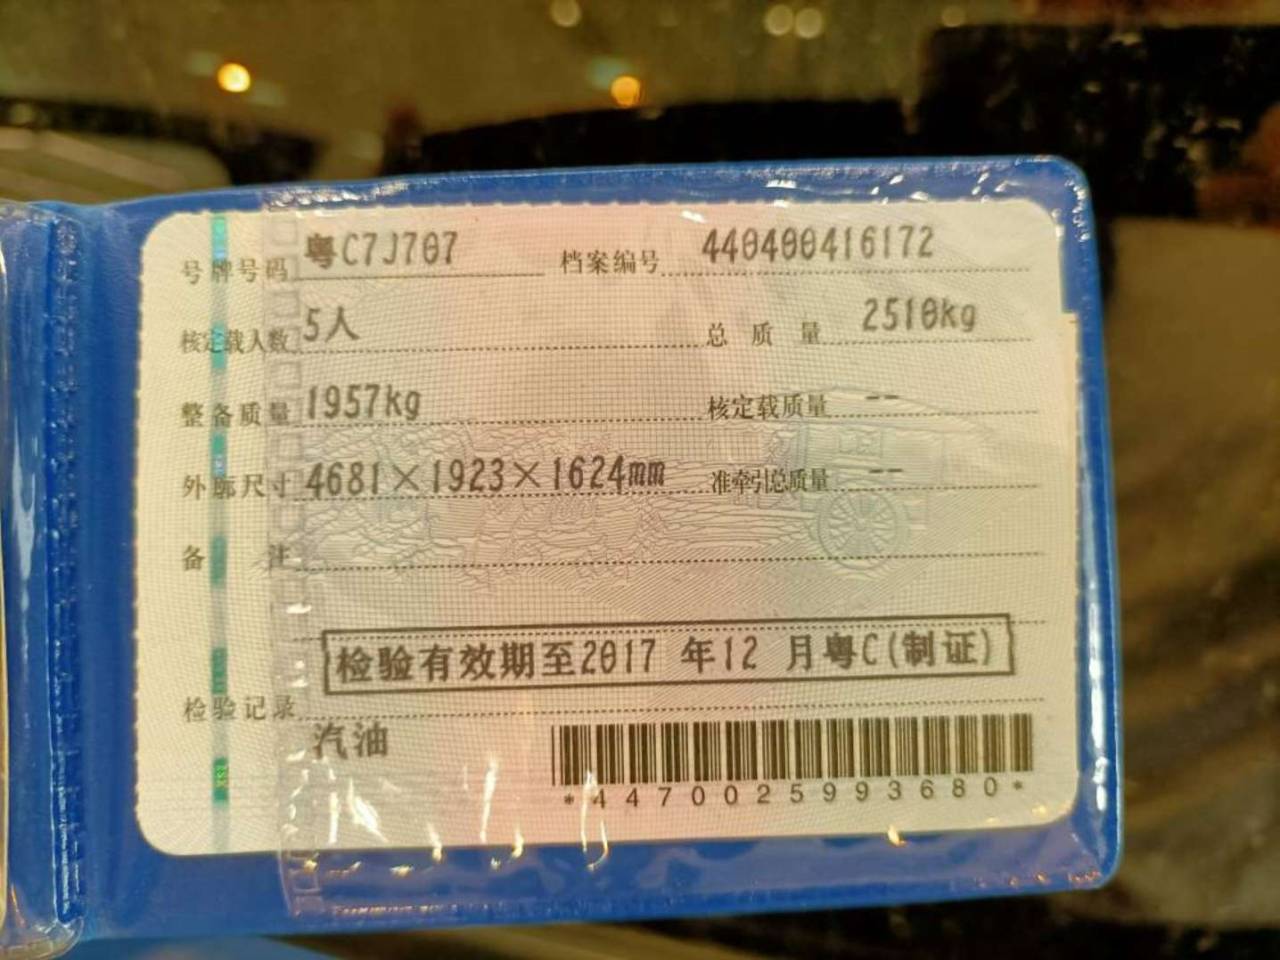 号牌号码 粤C7J707 档案编号 440400416172
核定载人数 5人 总质量 2510kg
整备质量 1957kg 核定载质量 --
外廓尺寸 4681×1923×1624mm 准牵引总质量 --
备注
检验有效期至2017 年12 月粤C(制证)
检验记录
汽油
*4470025993680*